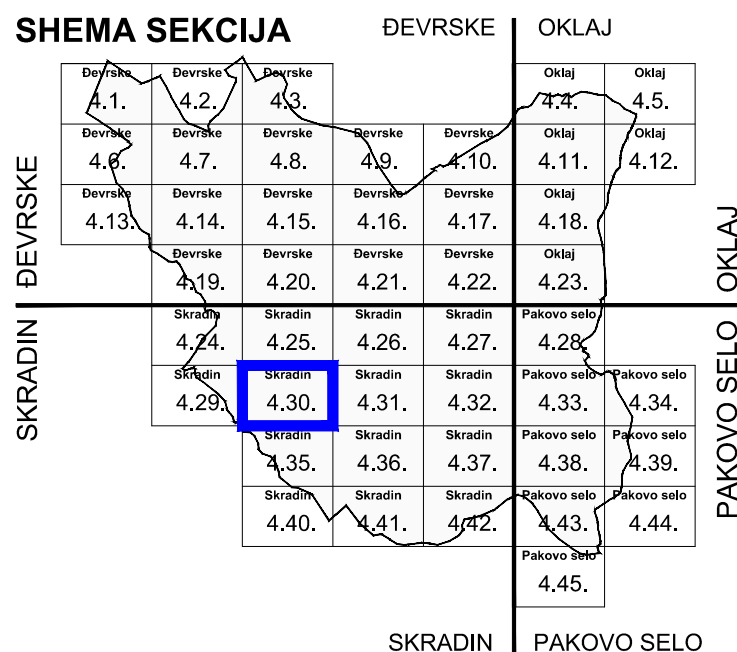 SHEMA SEKCIJA
ĐEVRSKE OKLAJ
Đevrske Đevrske Đevrske Oklaj Oklaj
4.1. 4.2. 4.3. 4.4. 4.5.
Đevrske Đevrske Đevrske Đevrske Đevrske Oklaj Oklaj
4.6. 4.7. 4.8. 4.9. 4.10. 4.11. 4.12.
Đevrske Đevrske Đevrske Đevrske Đevrske Oklaj
4.13. 4.14. 4.15. 4.16. 4.17. 4.18.
Đevrske Đevrske Đevrske Đevrske Oklaj
4.19. 4.20. 4.21. 4.22. 4.23.
ĐEVRSKE
OKLAJ
Skradin Skradin Skradin Skradin Pakovo selo
4.24. 4.25. 4.26. 4.27. 4.28.
Skradin Skradin Skradin Skradin Pakovo selo Pakovo selo
4.29. 4.30. 4.31. 4.32. 4.33. 4.34.
Skradin Skradin Skradin Pakovo selo Pakovo selo
4.35. 4.36. 4.37. 4.38. 4.39.
Skradin Skradin Skradin Pakovo selo Pakovo selo
4.40. 4.41. 4.42. 4.43. 4.44.
Pakovo selo
4.45.
SKRADIN
PAKOVO SELO
SKRADIN PAKOVO SELO